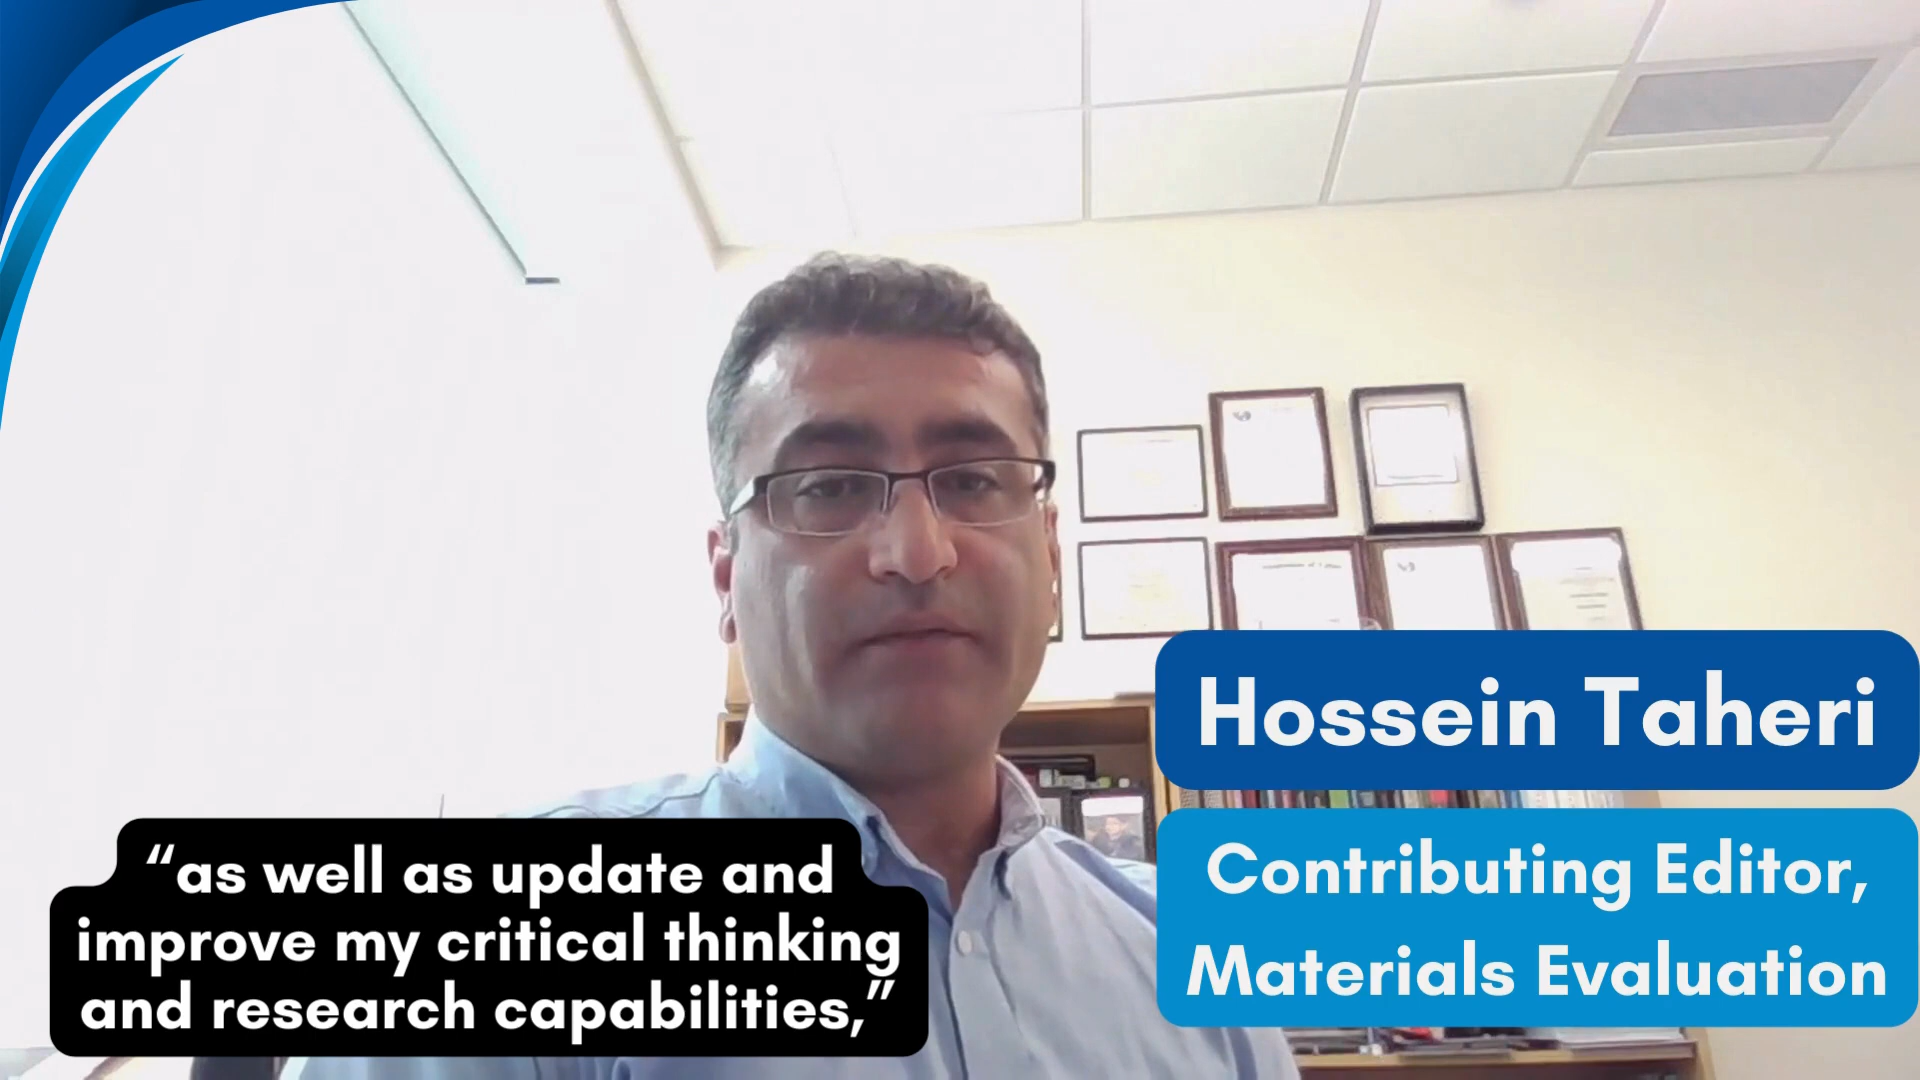 Hossein Taheri
Contributing Editor,
Materials Evaluation
“as well as update and
improve my critical thinking
and research capabilities,”